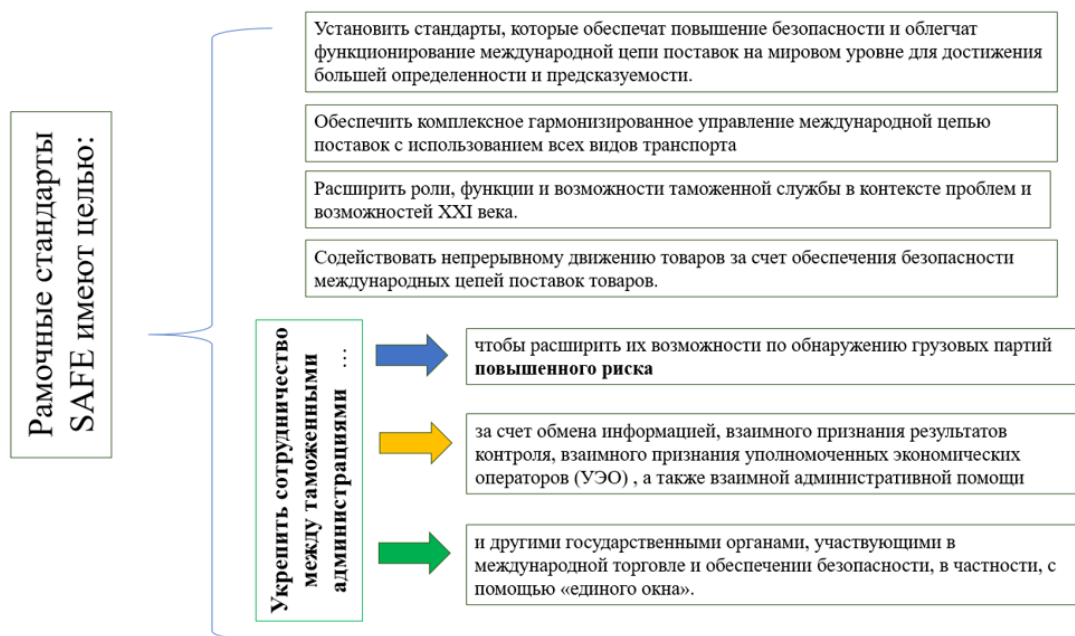 Рамочные стандарты
SAFE имеют целью:
Установить стандарты, которые обеспечат повышение безопасности и облегчат
функционирование международной цепи поставок на мировом уровне для достижения
большей определенности и предсказуемости.
Обеспечить комплексное гармонизированное управление международной цепью
поставок с использованием всех видов транспорта
Расширить роли, функции и возможности таможенной службы в контексте проблем и
возможностей XXI века.
Содействовать непрерывному движению товаров за счет обеспечения безопасности
международных цепей поставок товаров.
Укрепить сотрудничество
между таможенными
администрациями …
чтобы расширить их возможности по обнаружению грузовых партий
повышенного риска
за счет обмена информацией, взаимного признания результатов
контроля, взаимного признания уполномоченных экономических
операторов (УЭО) , а также взаимной административной помощи
и другими государственными органами, участвующими в
международной торговле и обеспечении безопасности, в частности, с
помощью «единого окна».